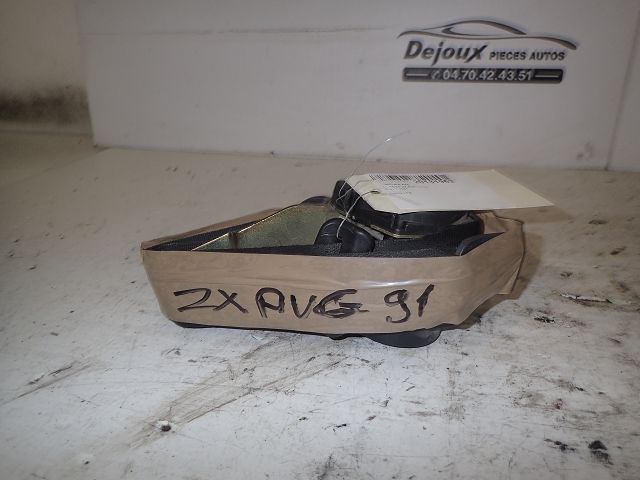 Dejoux PIECES AUTOS
04.70.42.43.51
ZX AVG 91